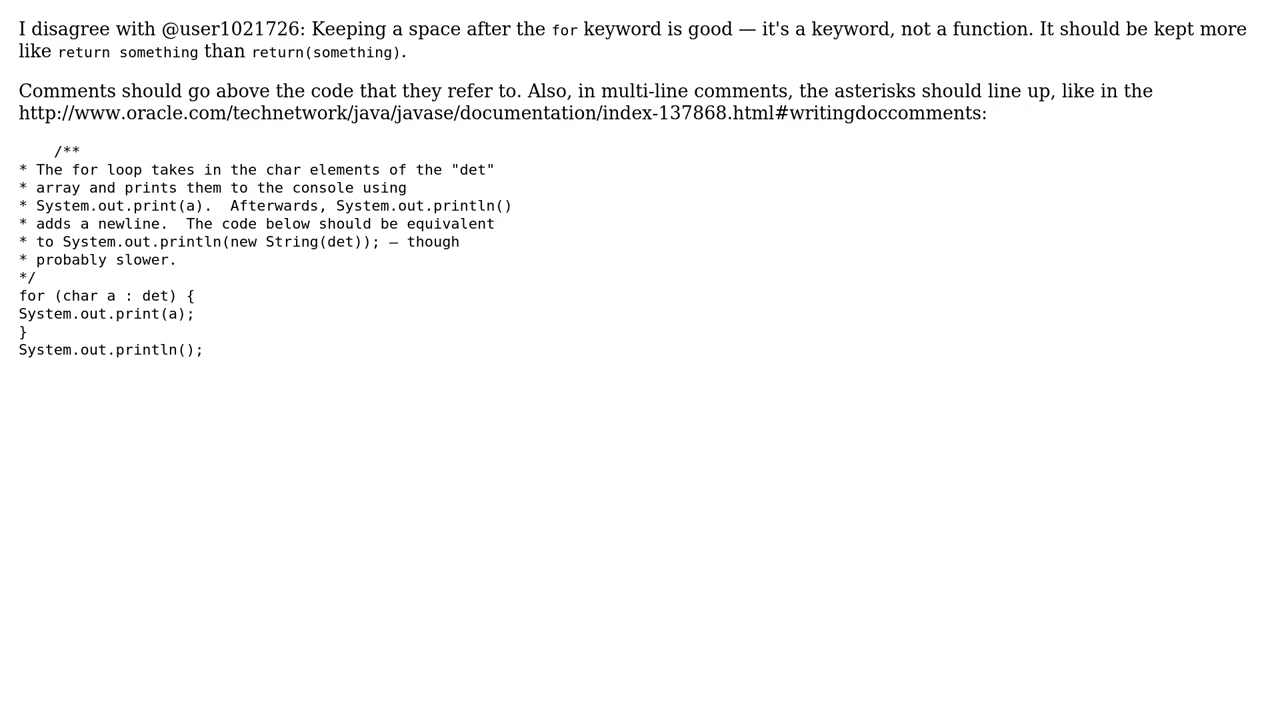 I disagree with @user1021726: Keeping a space after the for keyword is good — it's a keyword, not a function. It should be kept more
like return something than return(something).
Comments should go above the code that they refer to. Also, in multi-line comments, the asterisks should line up, like in the
http://www.oracle.com/technetwork/java/javase/documentation/index-137868.html#writingdoccomments:
    /**
* The for loop takes in the char elements of the "det"
* array and prints them to the console using
* System.out.print(a).  Afterwards, System.out.println()
* adds a newline.  The code below should be equivalent
* to System.out.println(new String(det)); — though
* probably slower.
*/
for (char a : det) {
System.out.print(a);
}
System.out.println();